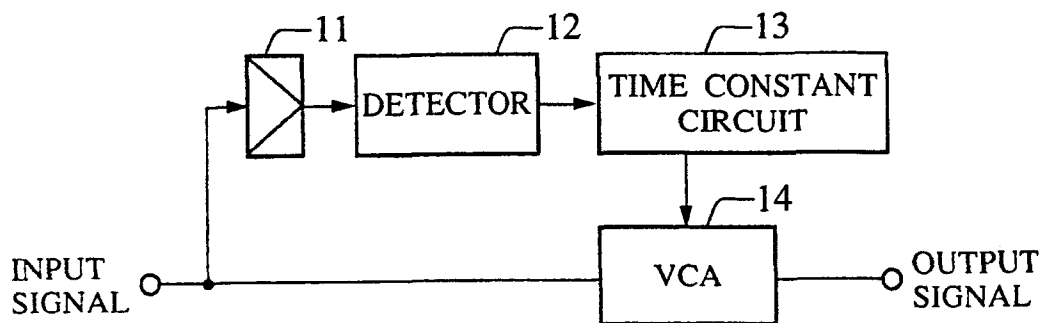 11
12
13
DETECTOR
TIME CONSTANT
CIRCUIT
14
INPUT
SIGNAL
VCA
OUTPUT
SIGNAL